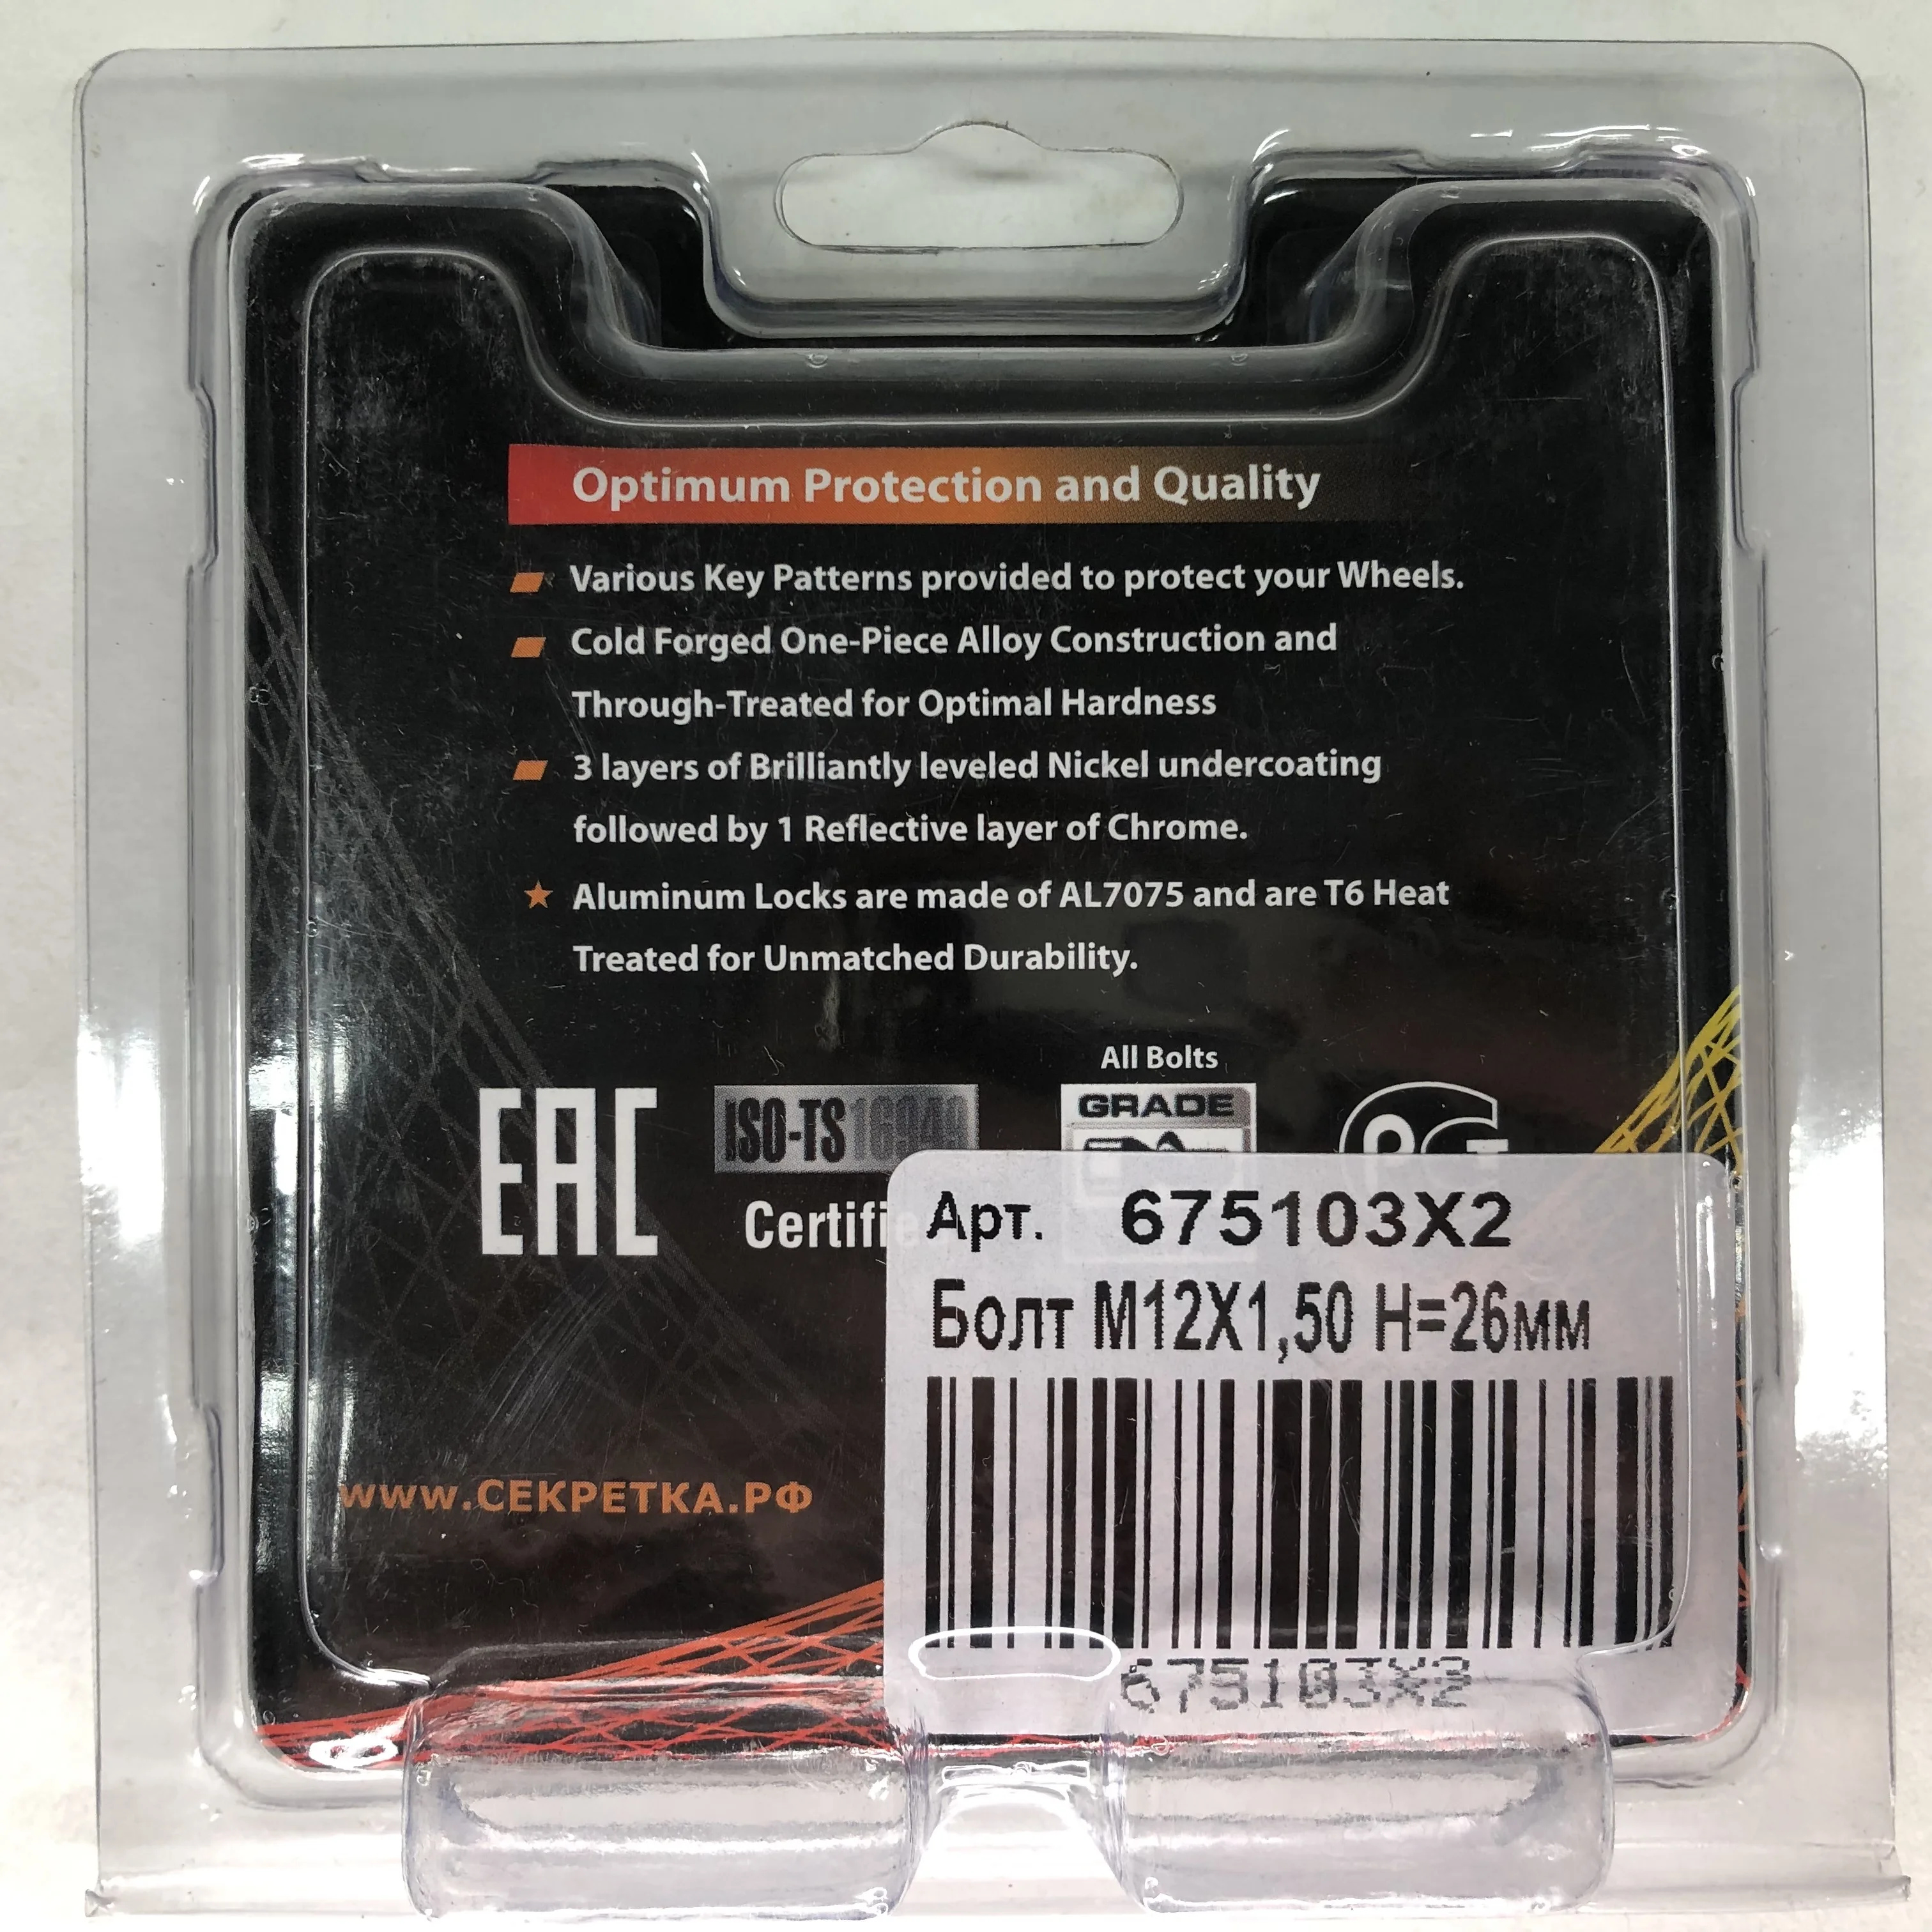 Optimum Protection and Quality
Various Key Patterns provided to protect your Wheels.
Cold Forged One-Piece Alloy Construction and
Through-Treated for Optimal Hardness
3 layers of Brilliantly leveled Nickel undercoating
followed by 1 Reflective layer of Chrome.
Aluminum Locks are made of AL7075 and are T6 Heat
Treated for Unmatched Durability.
All Bolts
EAC
ISO-TS16949
GRADE
Certifie
Арт. 675103X2
Болт М12Х1,50 Н=26мм
675103X2
www.СЕКРЕТКА.РФ